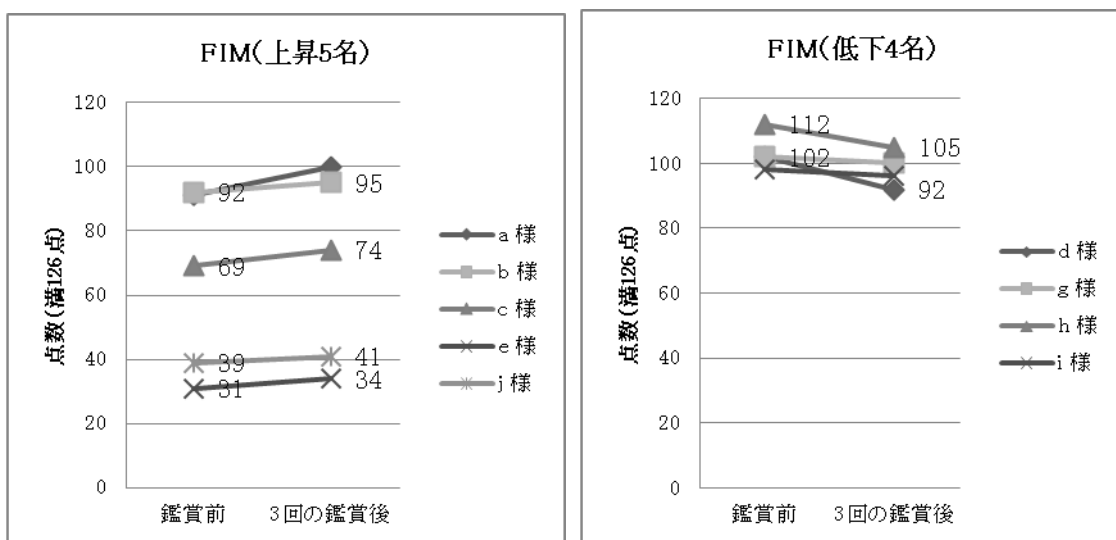 FIM(上昇5名)
120
100
80
60
40
20
0
点数(満126点)
92
95
69
74
39
41
31
34
鑑賞前
3回の鑑賞後
a 様
b 様
c 様
e 様
j 様
FIM(低下4名)
120
100
80
60
40
20
0
点数(満126点)
112
105
102
92
鑑賞前
3回の鑑賞後
d 様
g 様
h 様
i 様